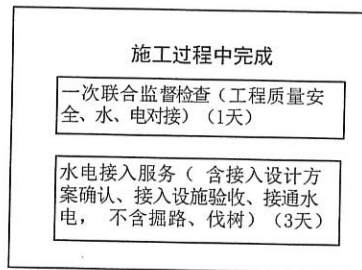 施工过程中完成
一次联合监督检查（工程质量安
全、水、电对接）（1天）
水电接入服务（ 含接入设计方
案确认、接入设施验收、接通水
电， 不含掘路、伐树）（3天）